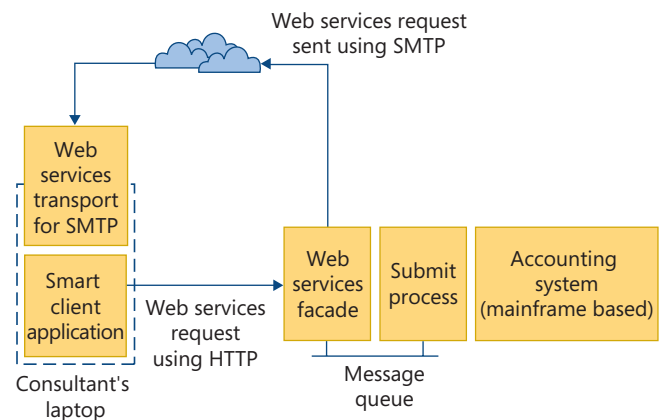 Web services request
sent using SMTP
Web
services
transport
for SMTP
Smart
client
application
Web services
request
using HTTP
Consultant's
laptop
Web
services
facade
Submit
process
Accounting
system
(mainframe based)
Message
queue